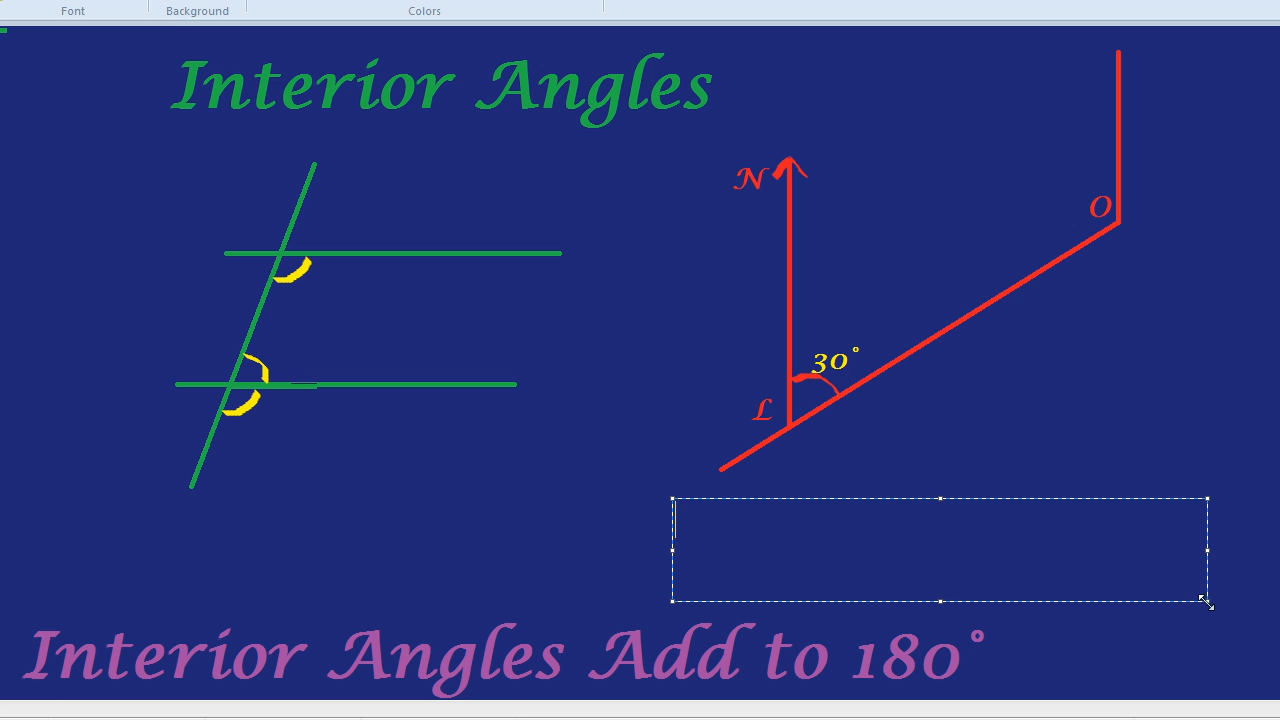 Font Background Colors
Interior Angles
N
O
30°
L
Interior Angles Add to 180°